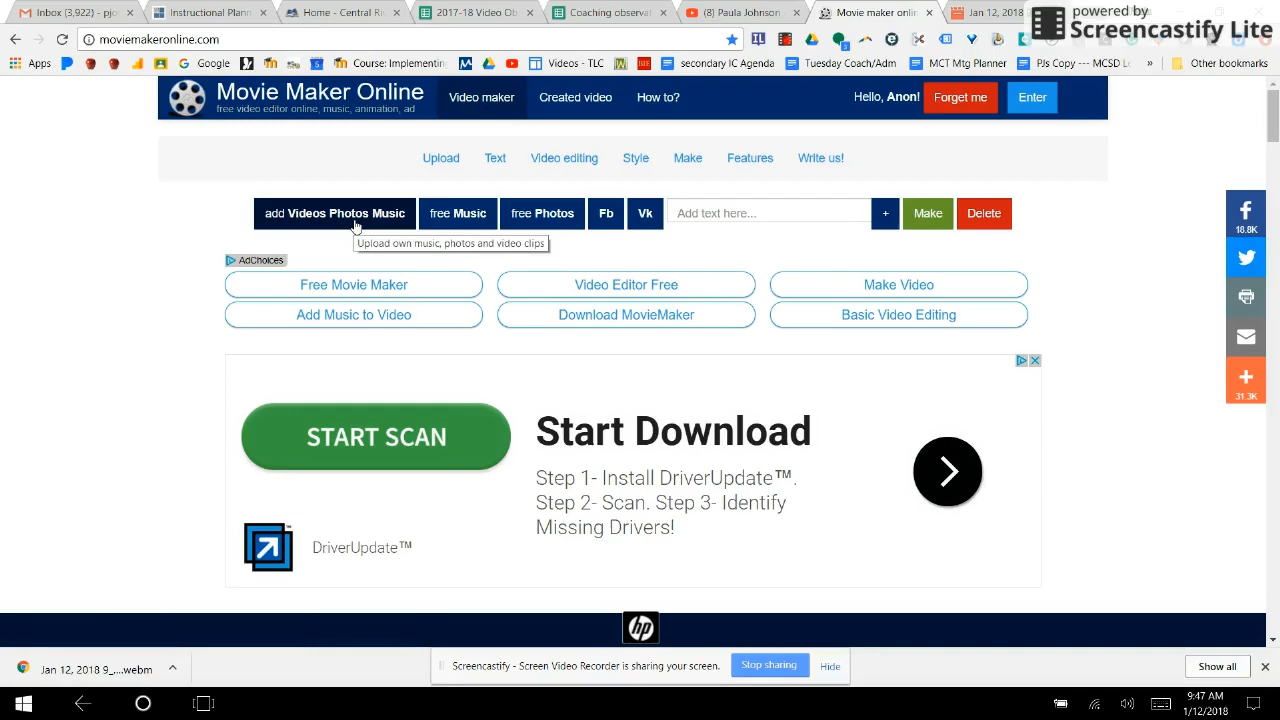 Inbox (3,922) - pjo
Instructional Plann
Home - Central Ri
2017-18 Video Ob
Coaching observat
(8) Paula Johnson
Movie maker onli
Jan 12, 2018
powered by
Screencastify Lite
moviemakeronline.com
Apps
Google
Course: Implementing
Videos - TLC
secondary IC Agenda
Tuesday Comm/Adm
MCT Mtg Planner
PJs Copy --- MCSD L
»
Other bookmarks
Movie Maker Online
free video editor online, music, animation, ad
Video maker
Created video
How to?
Hello, Anon!
Forget me
Enter
Upload
Text
Video editing
Style
Make
Features
Write us!
add Videos Photos Music
free Music
free Photos
Fb
Vk
Add text here...
+
Make
Delete
Upload own music, photos and video clips
18.8K
AdChoices
Free Movie Maker
Video Editor Free
Make Video
Add Music to Video
Download MovieMaker
Basic Video Editing
31.3K
START SCAN
Start Download
Step 1- Install DriverUpdate™.
Step 2- Scan. Step 3- Identify
Missing Drivers!
DriverUpdate™
hp
Jan 12, 2018 9_....webm
Screencastify - Screen Video Recorder is sharing your screen.
Stop sharing
Hide
Show all
9:47 AM
1/12/2018